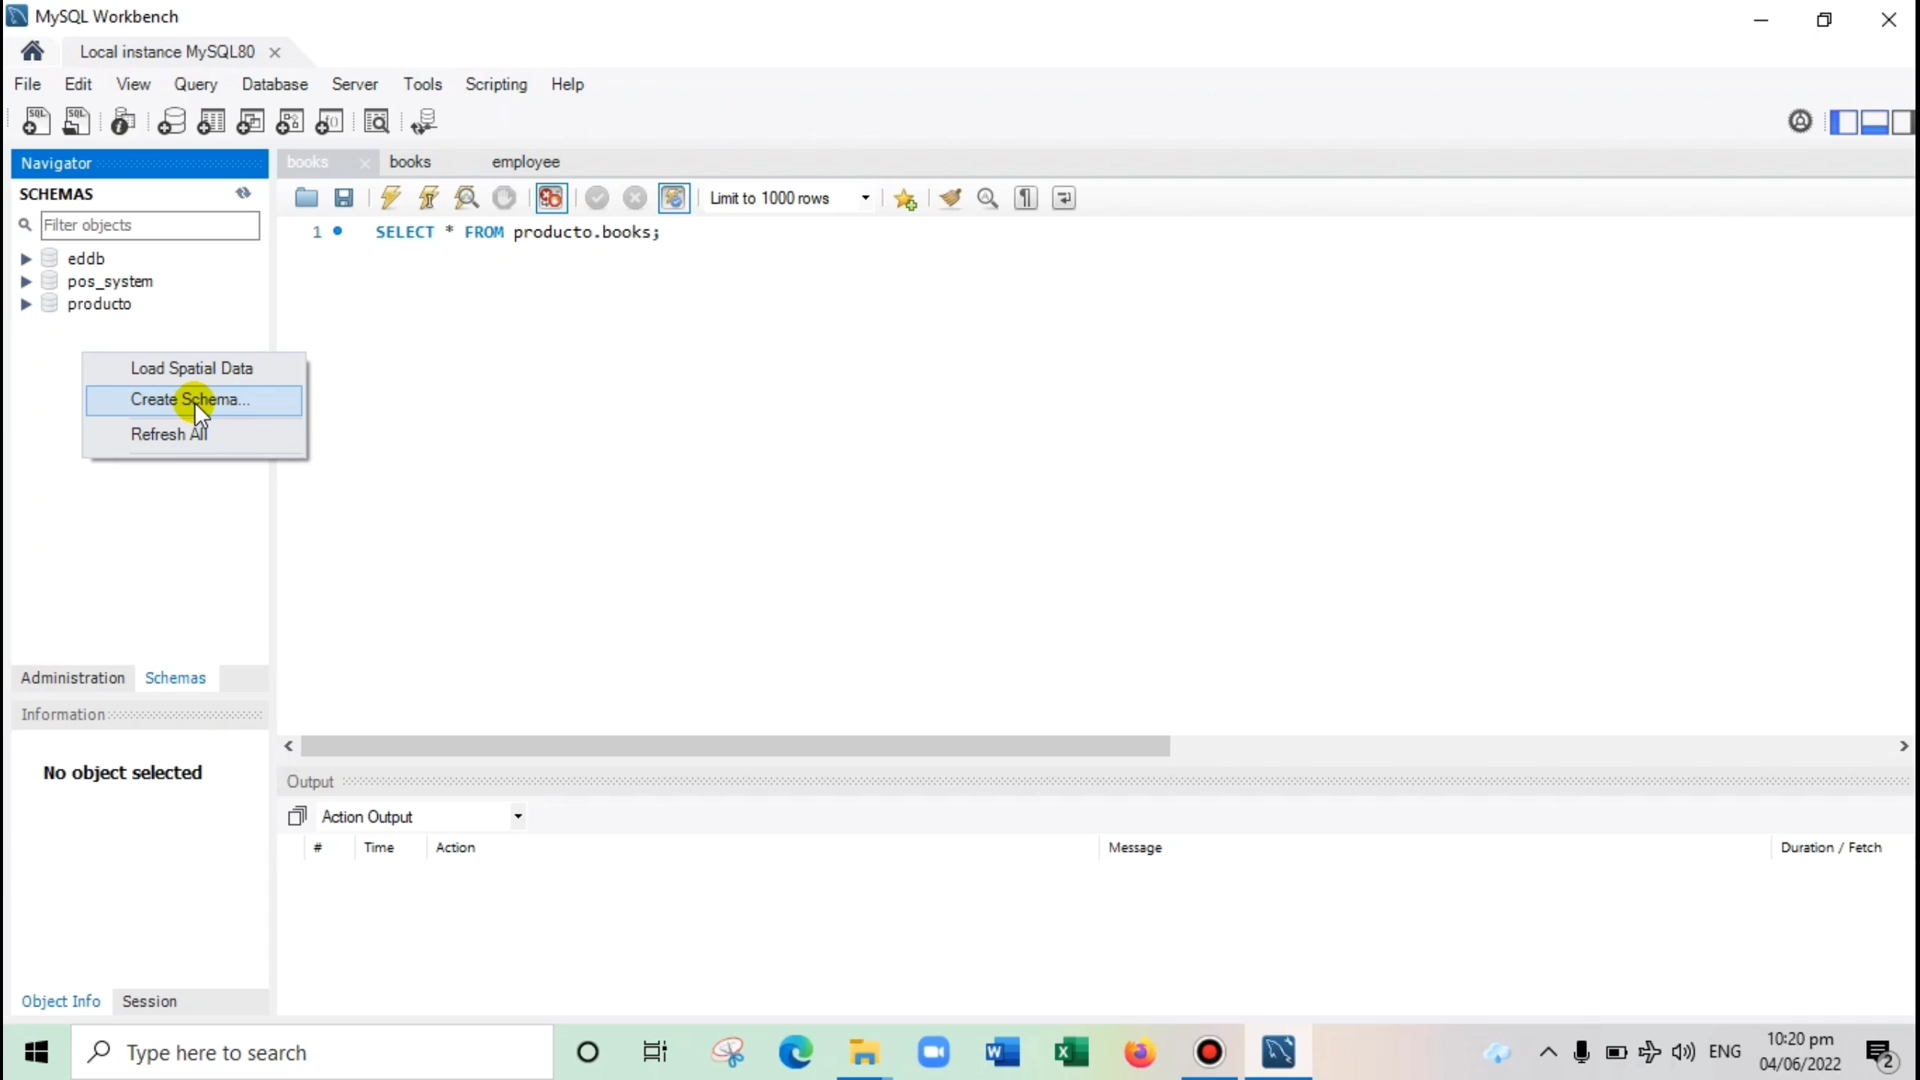 MySQL Workbench
Local instance MySQL80
File Edit View Query Database Server Tools Scripting Help
Navigator
books books employee
SCHEMAS
Limit to 1000 rows
Filter objects
1 SELECT * FROM producto.books;
eddb
pos_system
producto
Load Spatial Data
Create Schema...
Refresh All
Administration Schemas
Information
No object selected
Output
Action Output
# Time Action Message Duration / Fetch
Object Info Session
Type here to search
ENG
10:20 pm
04/06/2022
2